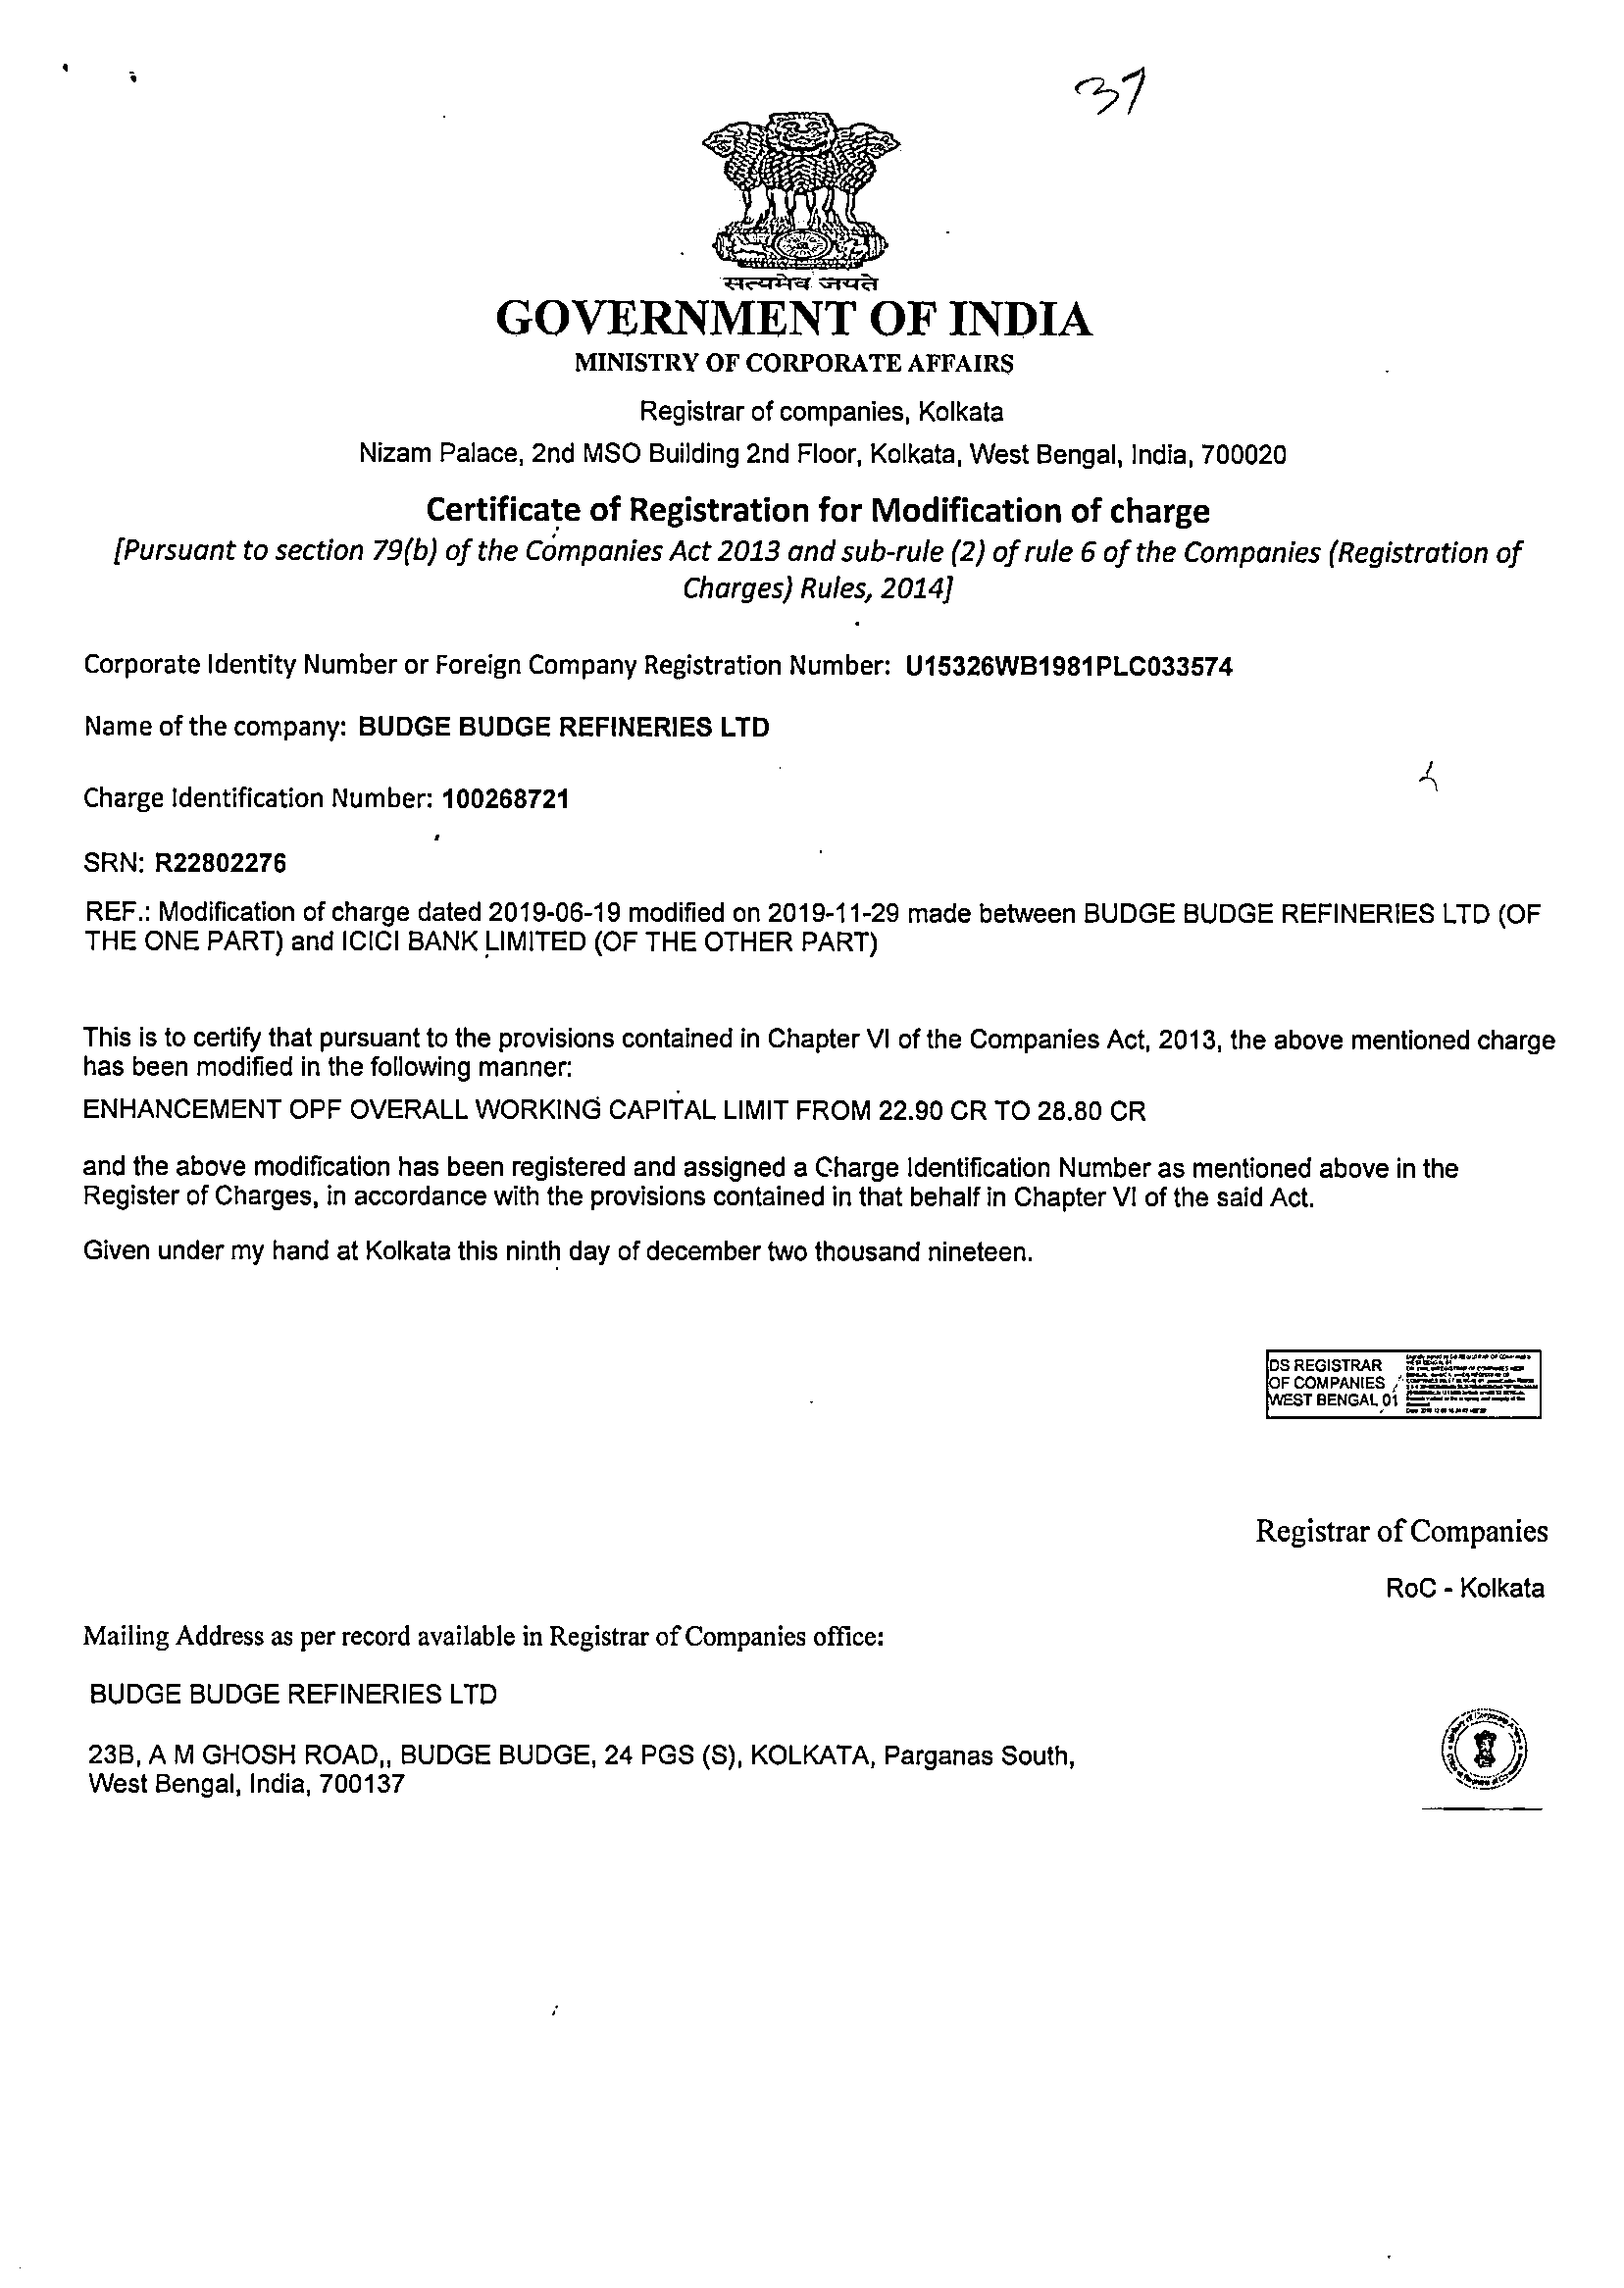 37
सत्यमेव जयते
GOVERNMENT OF INDIA
MINISTRY OF CORPORATE AFFAIRS
Registrar of companies, Kolkata
Nizam Palace, 2nd MSO Building 2nd Floor, Kolkata, West Bengal, India, 700020
Certificate of Registration for Modification of charge
[Pursuant to section 79(b) of the Companies Act 2013 and sub-rule (2) of rule 6 of the Companies (Registration of
Charges) Rules, 2014]
Corporate Identity Number or Foreign Company Registration Number: U15326WB1981PLC033574
Name of the company: BUDGE BUDGE REFINERIES LTD
Charge Identification Number: 100268721
SRN: R22802276
REF.: Modification of charge dated 2019-06-19 modified on 2019-11-29 made between BUDGE BUDGE REFINERIES LTD (OF
THE ONE PART) and ICICI BANK LIMITED (OF THE OTHER PART)
This is to certify that pursuant to the provisions contained in Chapter VI of the Companies Act, 2013, the above mentioned charge
has been modified in the following manner:
ENHANCEMENT OPF OVERALL WORKING CAPITAL LIMIT FROM 22.90 CR TO 28.80 CR
and the above modification has been registered and assigned a Charge Identification Number as mentioned above in the
Register of Charges, in accordance with the provisions contained in that behalf in Chapter VI of the said Act.
Given under my hand at Kolkata this ninth day of december two thousand nineteen.
DS REGISTRAR
OF COMPANIES
WEST BENGAL 01
Registrar of Companies
RoC - Kolkata
Mailing Address as per record available in Registrar of Companies office:
BUDGE BUDGE REFINERIES LTD
23B, A M GHOSH ROAD,, BUDGE BUDGE, 24 PGS (S), KOLKATA, Parganas South,
West Bengal, India, 700137